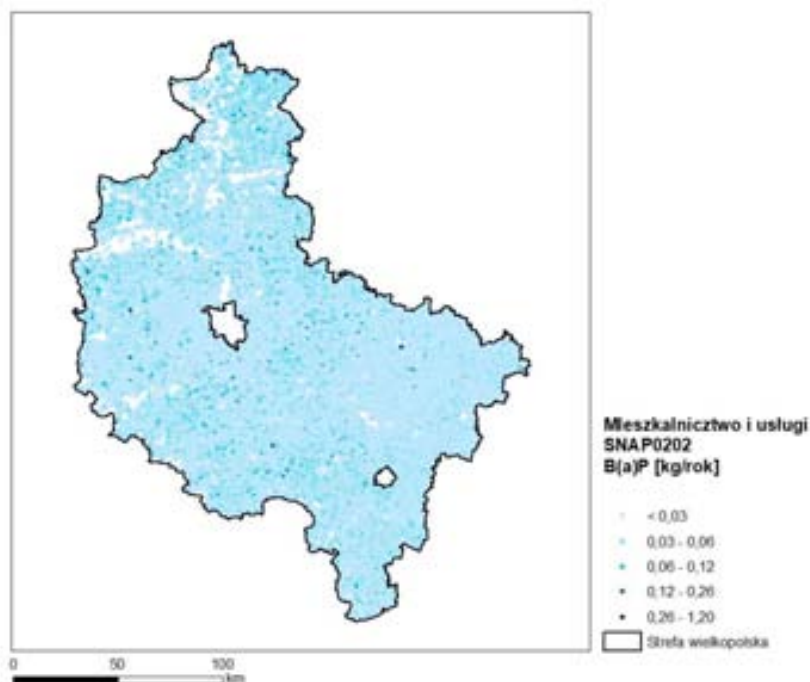 Mieszkalnictwo i usługi
SNAP0202
B(a)P [kg/rok]
< 0,03
0,03 - 0,06
0,06 - 0,12
0,12 - 0,26
0,26 - 1,20
Strefa wielkopolska
0 50 100
km